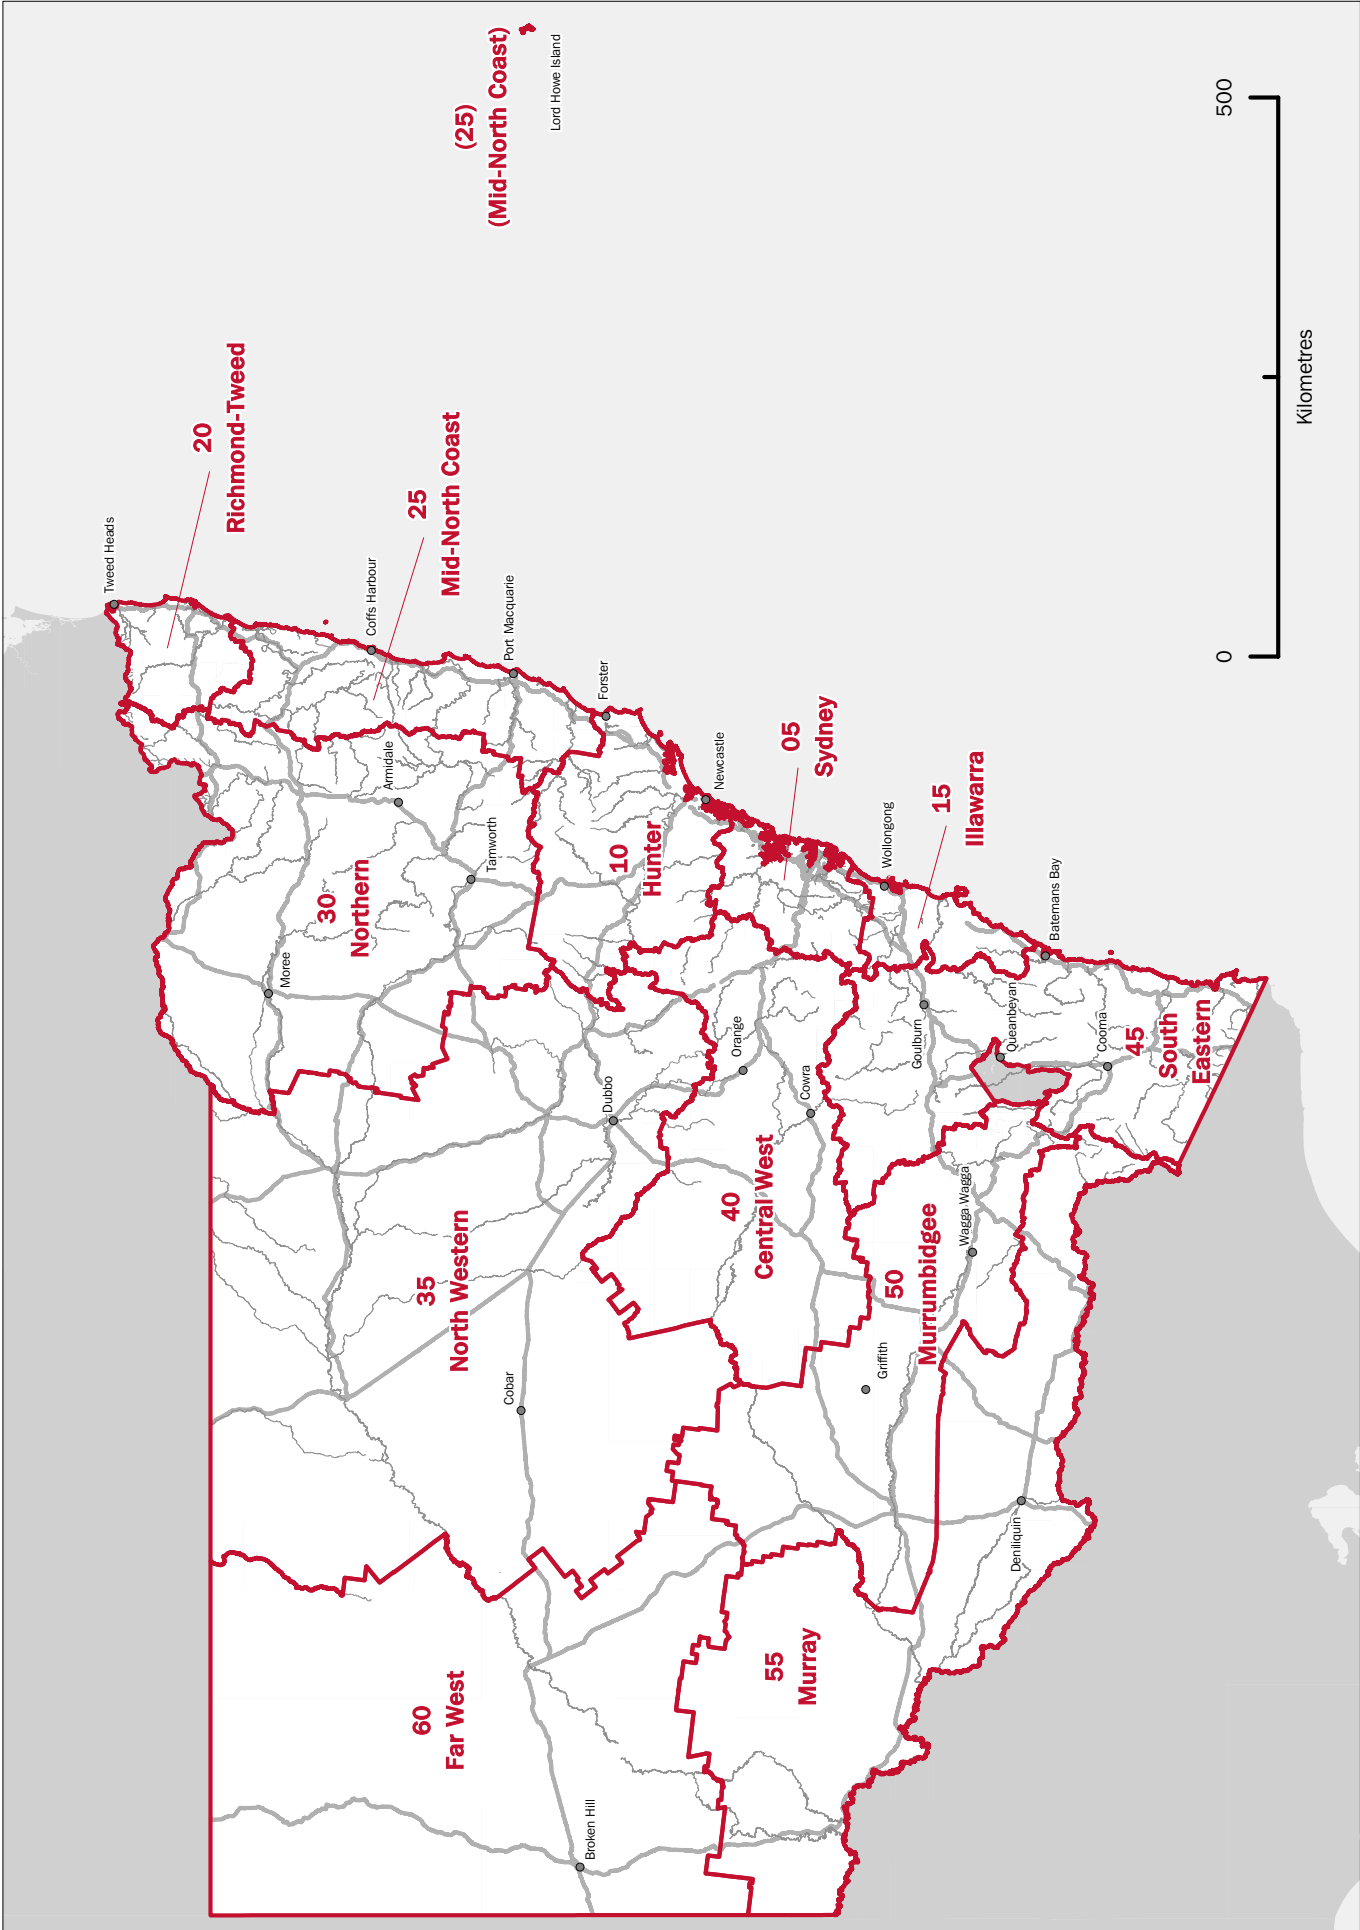 (25)
(Mid-North Coast)
Lord Howe Island
20
Richmond-Tweed
Tweed Heads
25
Mid-North Coast
Coffs Harbour
Port Macquarie
Forster
Armidale
Tamworth
30
Northern
Moree
10
Hunter
Newcastle
05
Sydney
Wollongong
15
Illawarra
Batemans Bay
Orange
Cowra
Goulburn
Queanbeyan
Cooma
45
South
Eastern
Dubbo
40
Central West
35
North Western
Cobar
50
Murrumbidgee
Wagga Wagga
Griffith
Deniliquin
55
Murray
60
Far West
Broken Hill
0
500
Kilometres